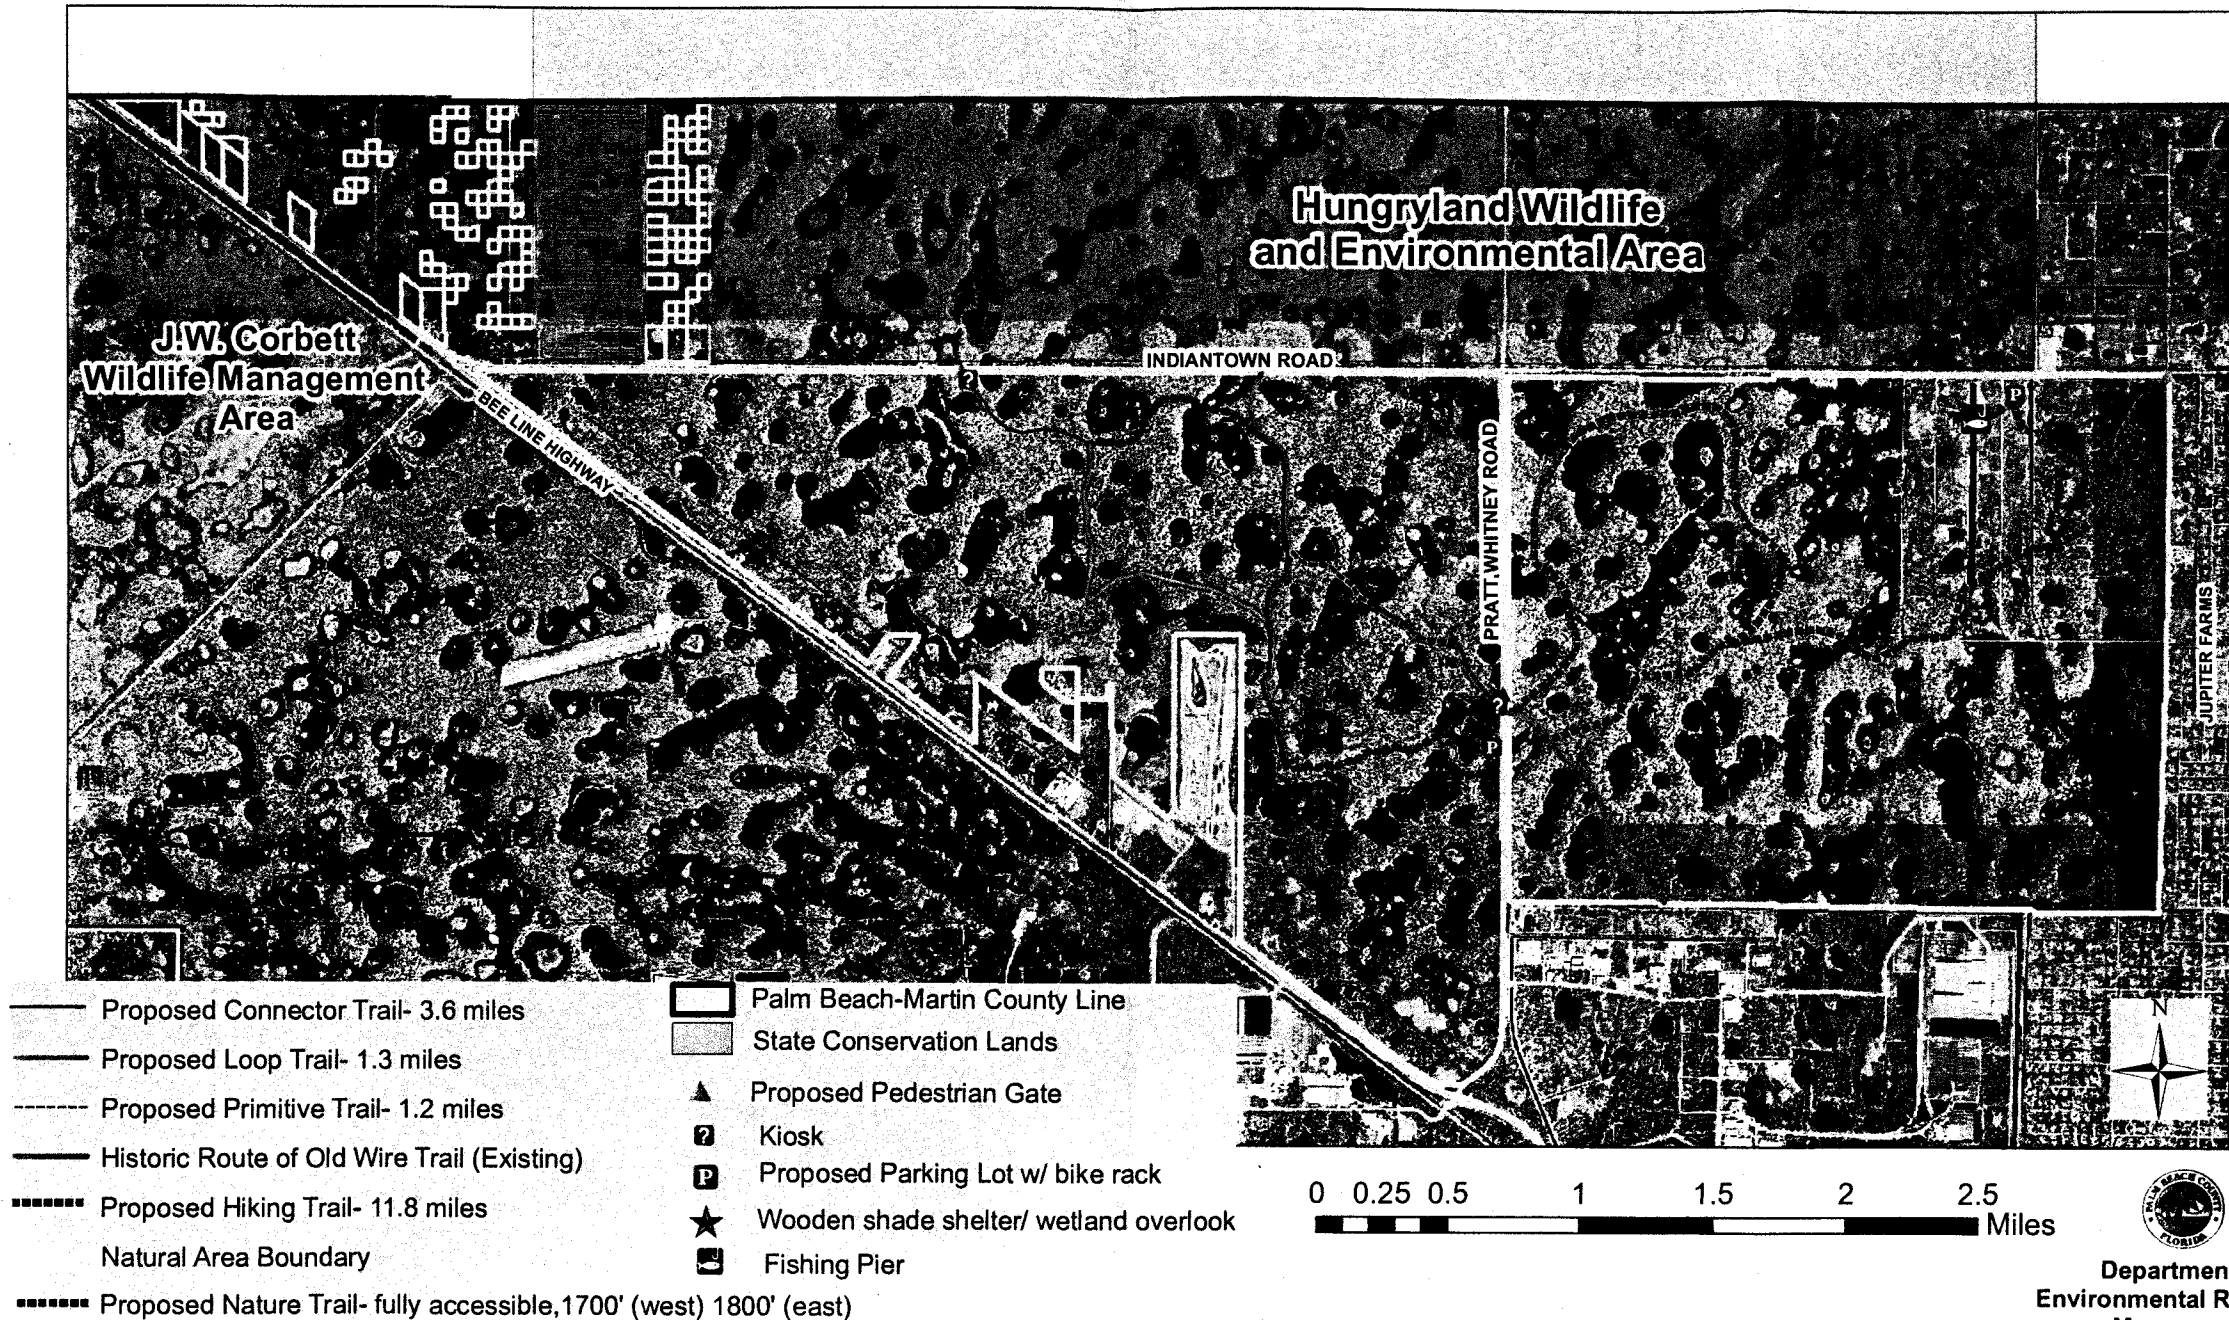 Hungryland Wildlife
and Environmental Area
J.W. Corbett
Wildlife Management
Area
INDIANTOWN ROAD
BEE LINE HIGHWAY
PRATT WHITNEY ROAD
JUPITER FARMS
?
P
?
P
N
Proposed Connector Trail- 3.6 miles
Proposed Loop Trail- 1.3 miles
Proposed Primitive Trail- 1.2 miles
Historic Route of Old Wire Trail (Existing)
Proposed Hiking Trail- 11.8 miles
Natural Area Boundary
Proposed Nature Trail- fully accessible,1700' (west) 1800' (east)
Palm Beach-Martin County Line
State Conservation Lands
Proposed Pedestrian Gate
? Kiosk
P Proposed Parking Lot w/ bike rack
Wooden shade shelter/ wetland overlook
Fishing Pier
0 0.25 0.5 1 1.5 2 2.5
Miles
PALM BEACH COUNTY
FLORIDA
Departmen
Environmental R